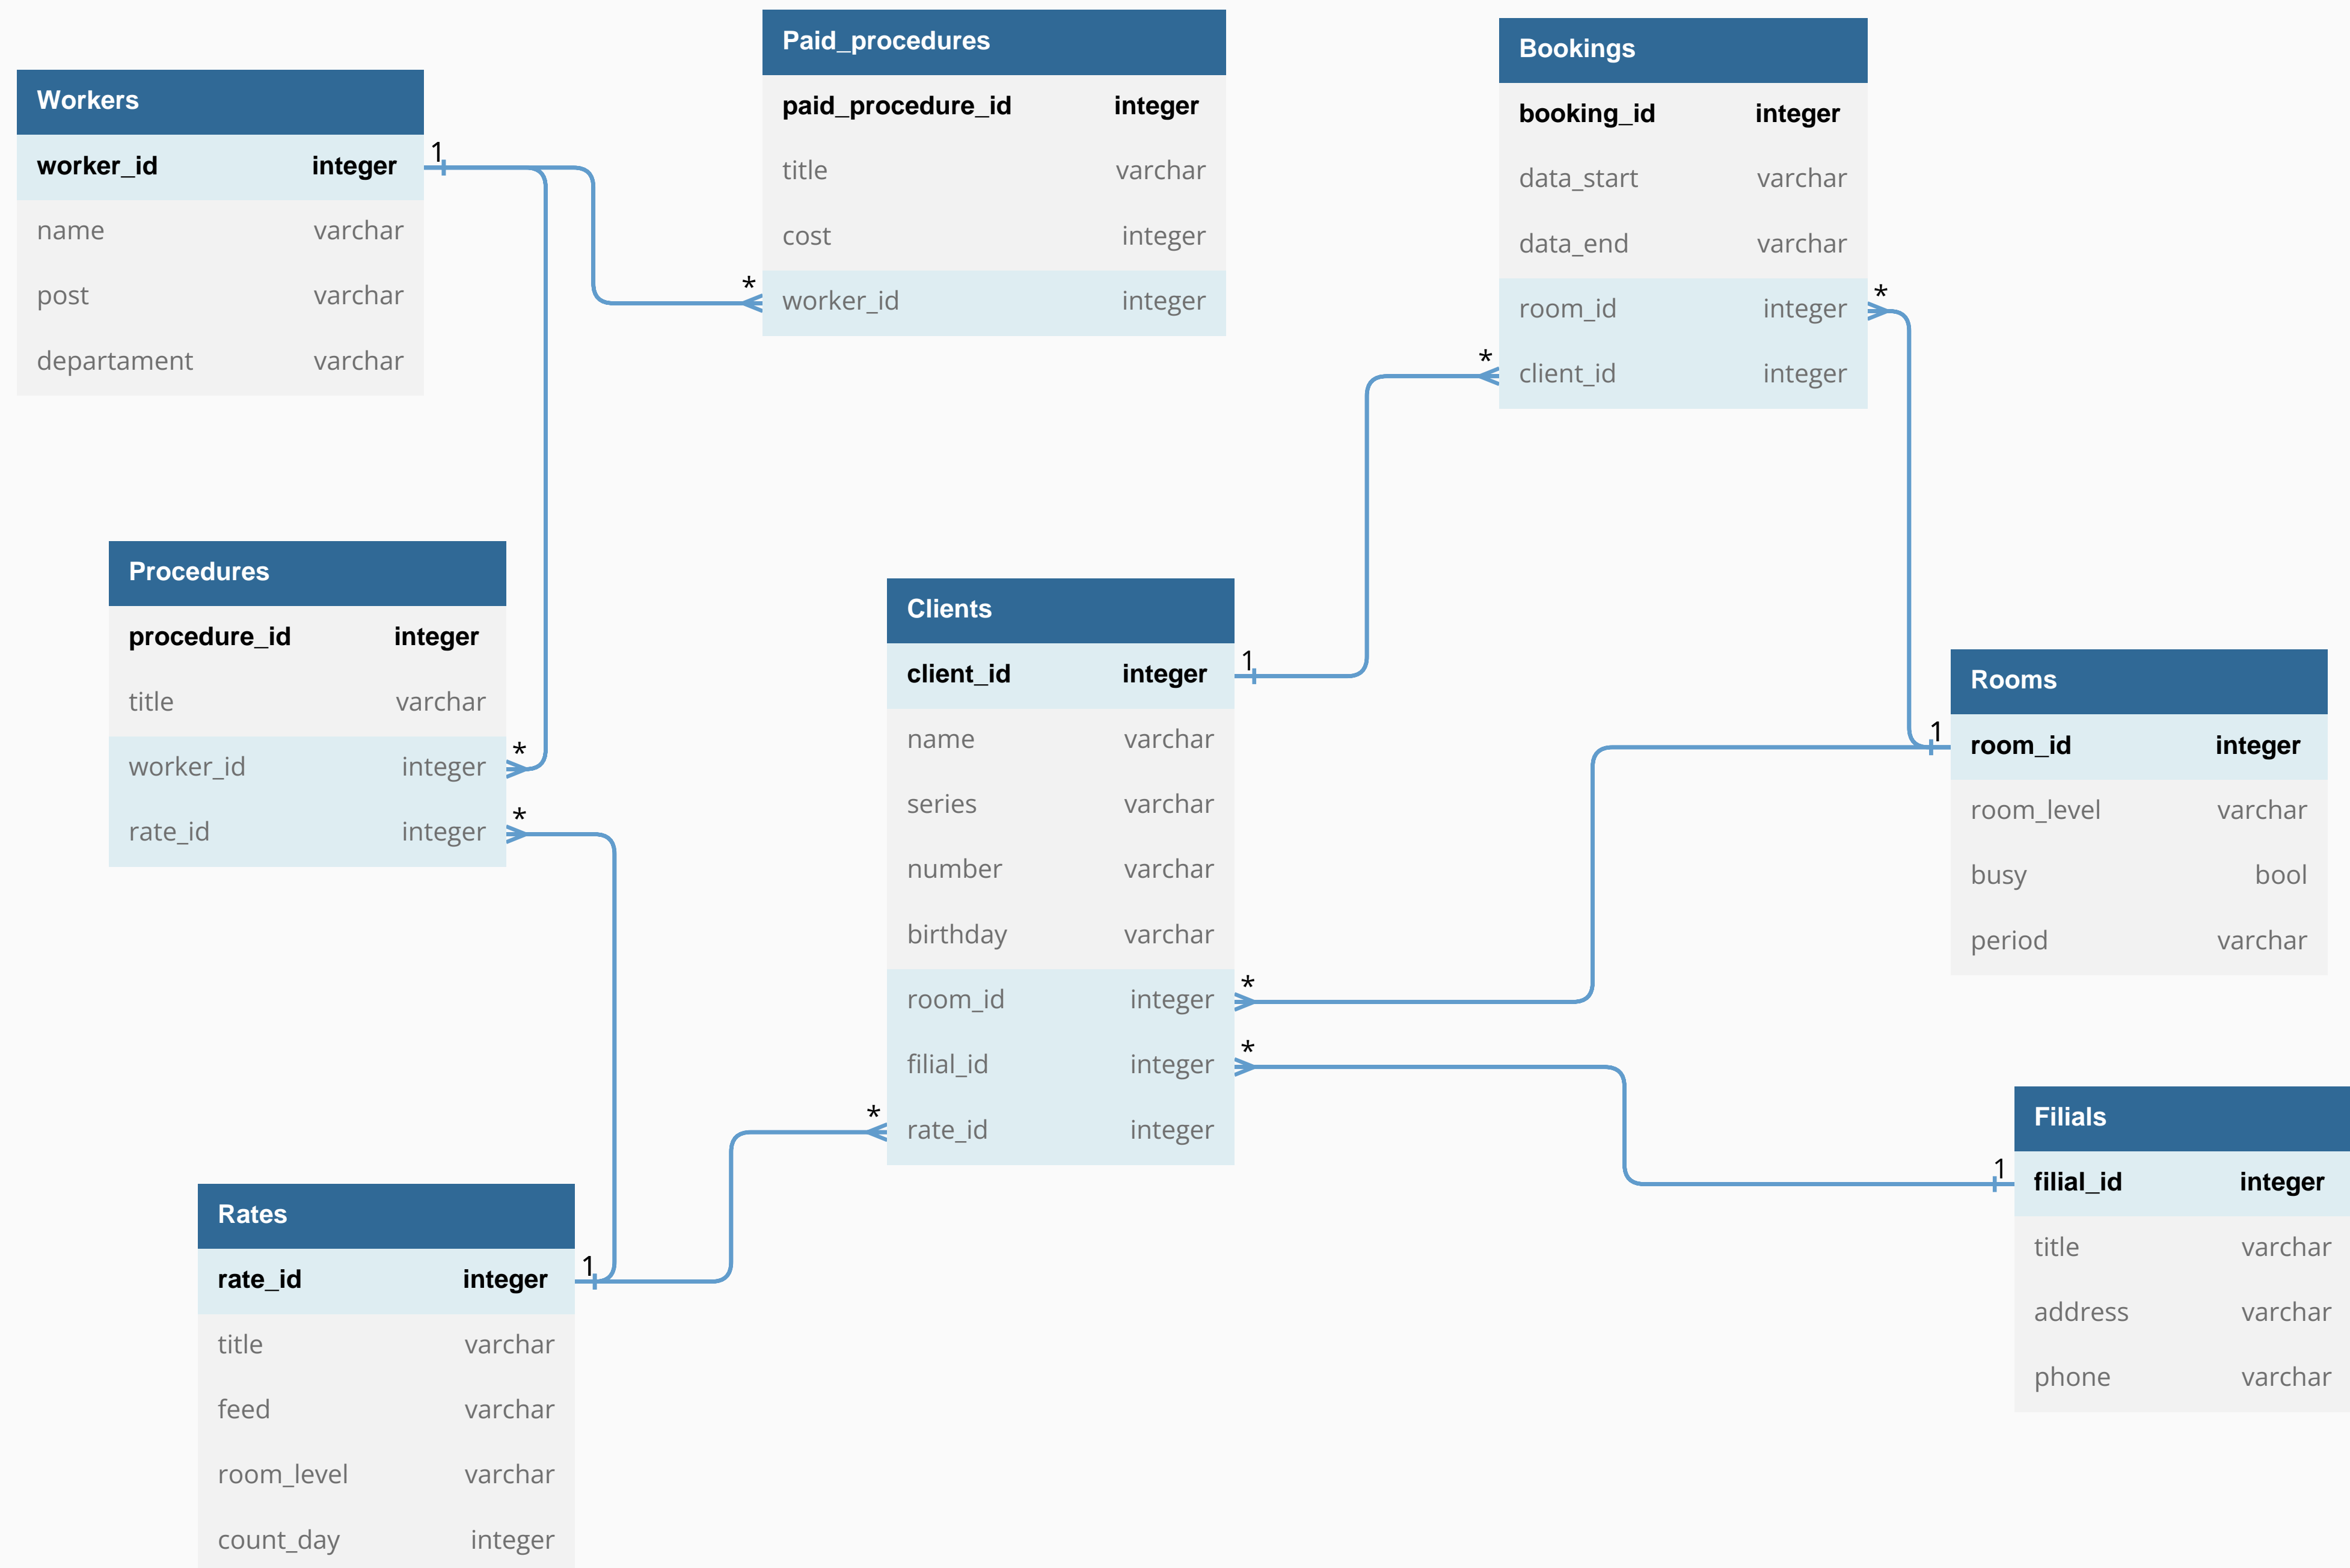 Workers
worker_id integer
name varchar
post varchar
departament varchar
1
Paid_procedures
paid_procedure_id integer
title varchar
cost integer
worker_id integer
*
Bookings
booking_id integer
data_start varchar
data_end varchar
room_id integer
client_id integer
*
*
Procedures
procedure_id integer
title varchar
worker_id integer
rate_id integer
*
*
Clients
client_id integer
name varchar
series varchar
number varchar
birthday varchar
room_id integer
filial_id integer
rate_id integer
1
*
*
*
Rooms
room_id integer
room_level varchar
busy bool
period varchar
1
Filials
filial_id integer
title varchar
address varchar
phone varchar
1
Rates
rate_id integer
title varchar
feed varchar
room_level varchar
count_day integer
1